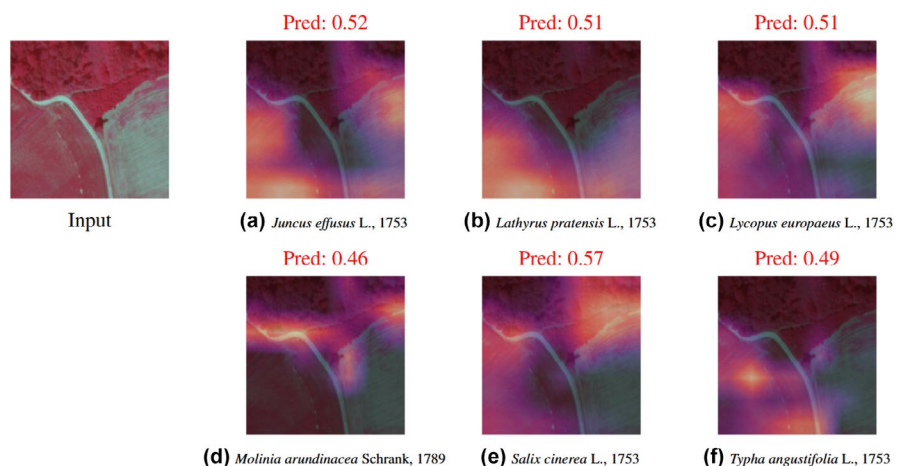 Pred: 0.52 Pred: 0.51 Pred: 0.51
Input
(a) Juncus effusus L., 1753 (b) Lathyrus pratensis L., 1753 (c) Lycopus europaeus L., 1753
Pred: 0.46 Pred: 0.57 Pred: 0.49
(d) Molinia arundinacea Schrank, 1789 (e) Salix cinerea L., 1753 (f) Typha angustifolia L., 1753